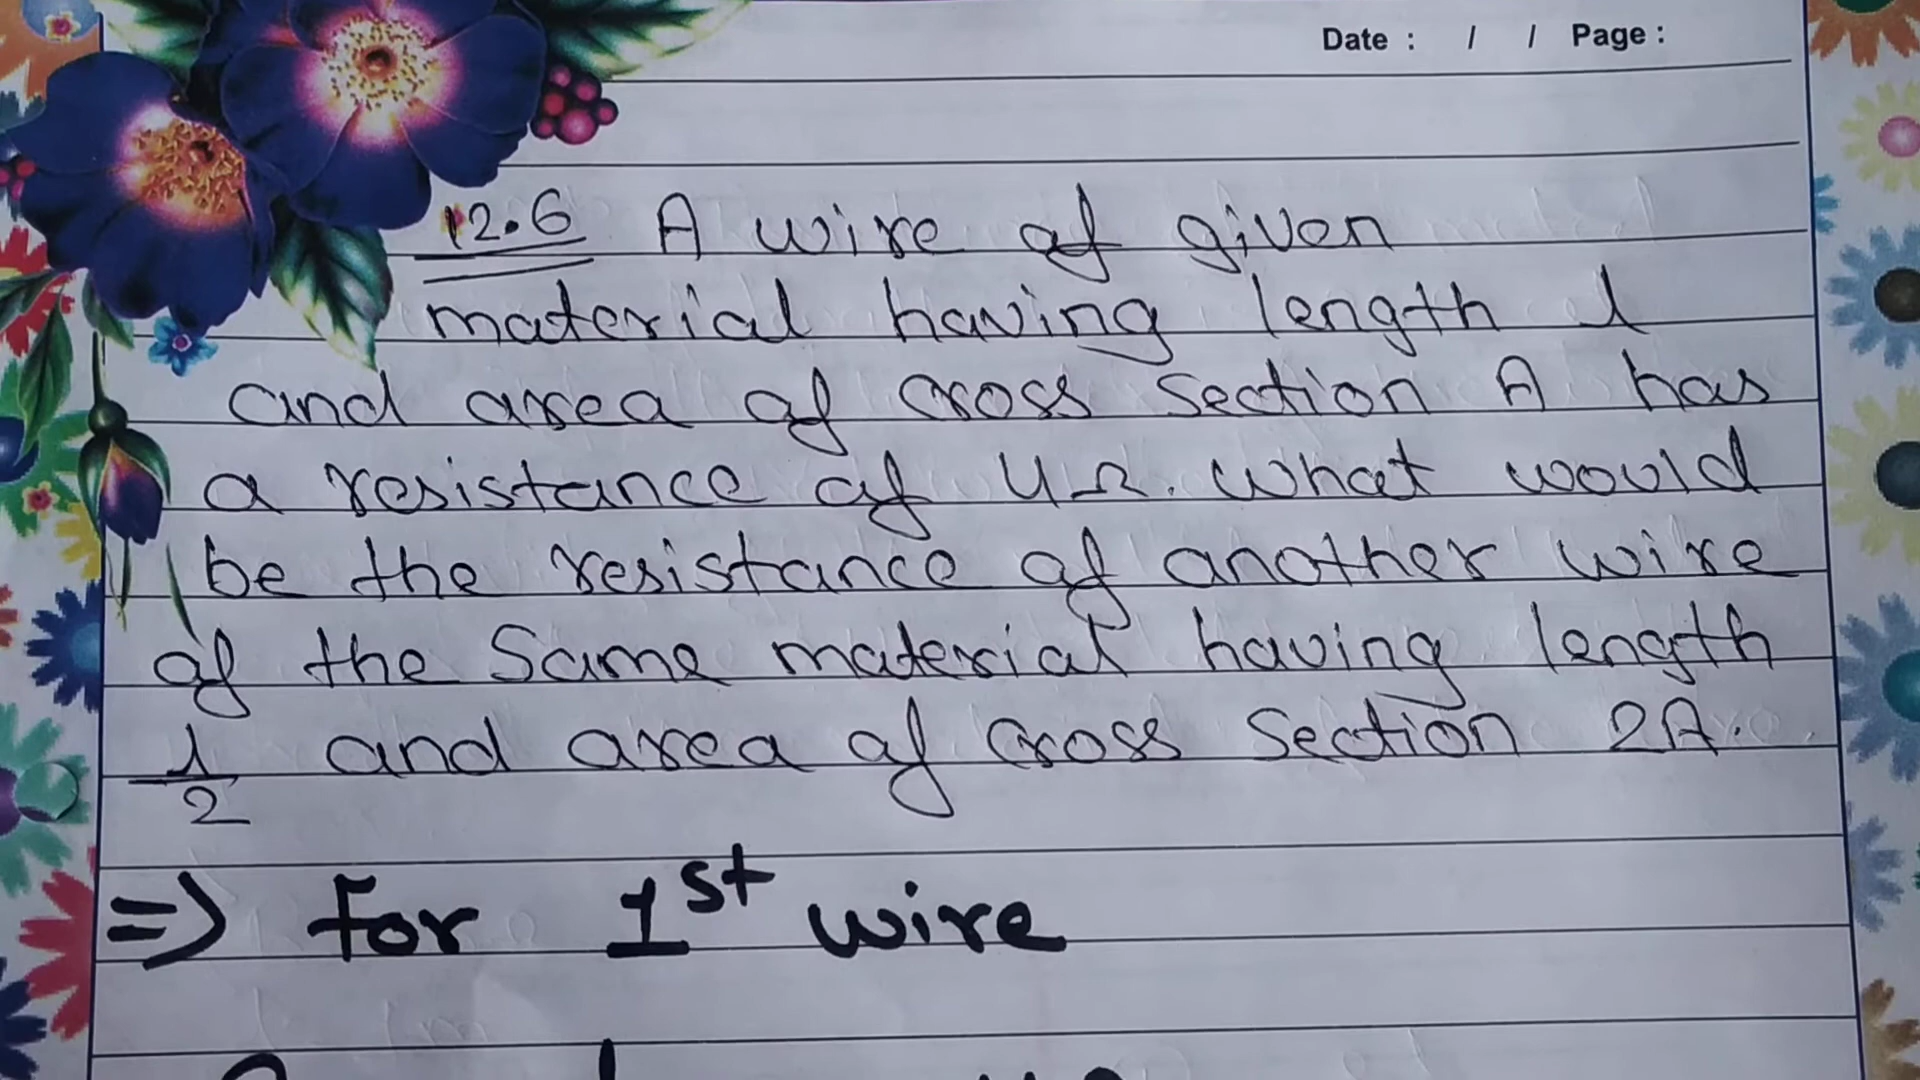 Date : / / Page :
12.6 A wire of given
material having length l
and area of cross section A has
a resistance of 4Ω. What would
be the resistance of another wire
of the same material having length
l/2 and area of cross section 2A.
=> For 1st wire